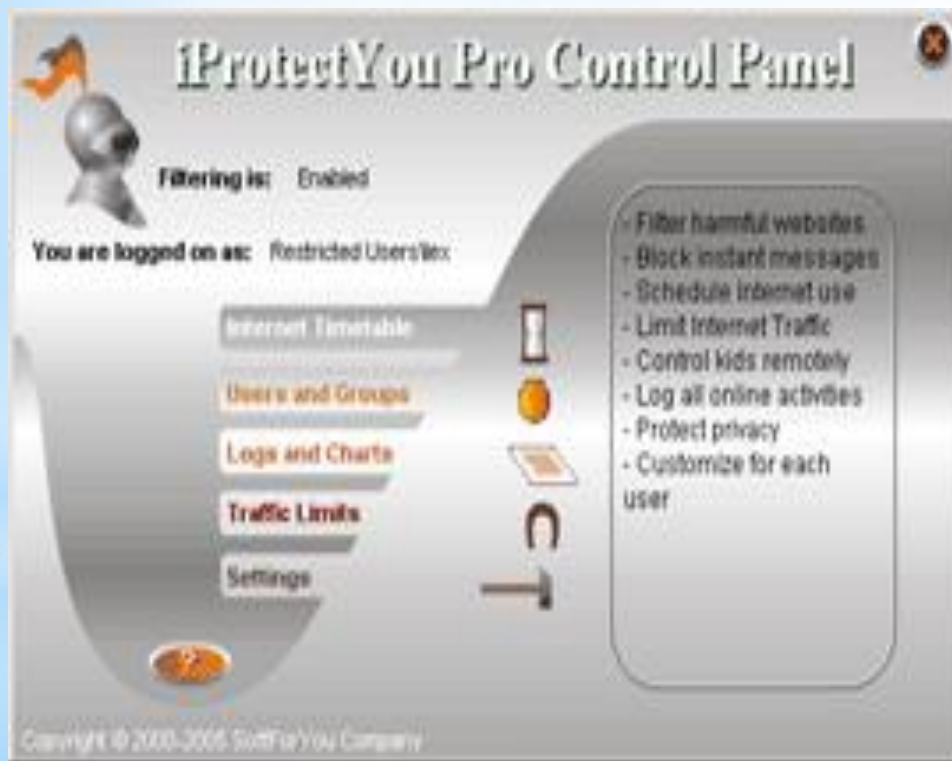 iProtectYou Pro Control Panel
Filtering is: Enabled
You are logged on as: Restricted Users\lex
Internet Timetable
Users and Groups
Logs and Charts
Traffic Limits
Settings
?
- Filter harmful websites
- Block instant messages
- Schedule Internet use
- Limit Internet Traffic
- Control kids remotely
- Log all online activities
- Protect privacy
- Customize for each
user
Copyright © 2000-2005 SoftForYou Company